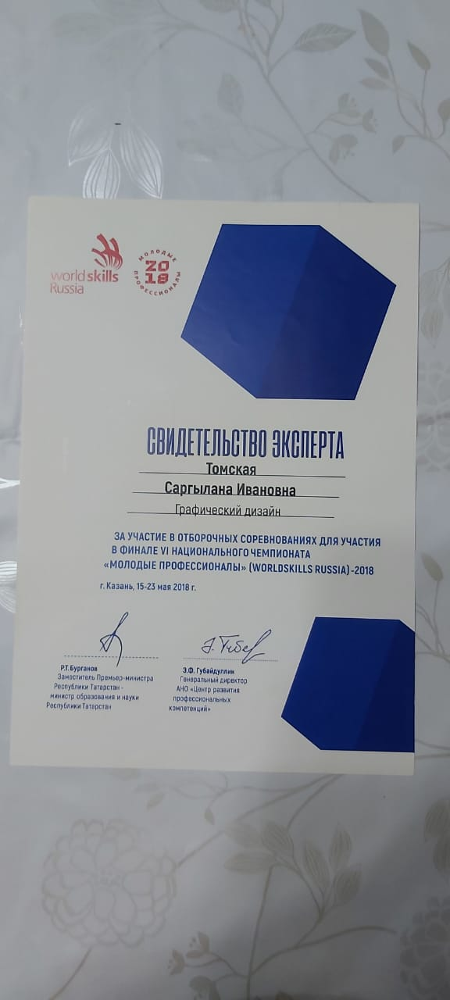 world skills
Russia
МОЛОДЫЕ
2018
ПРОФЕССИОНАЛЫ
СВИДЕТЕЛЬСТВО ЭКСПЕРТА
Томская
Саргылана Ивановна
Графический дизайн
ЗА УЧАСТИЕ В ОТБОРОЧНЫХ СОРЕВНОВАНИЯХ ДЛЯ УЧАСТИЯ
В ФИНАЛЕ VI НАЦИОНАЛЬНОГО ЧЕМПИОНАТА
«МОЛОДЫЕ ПРОФЕССИОНАЛЫ» (WORLDSKILLS RUSSIA)-2018
г. Казань, 15-23 мая 2018 г.
Р.Т.Бурганов
Заместитель Премьер-министра
Республики Татарстан -
министр образования и науки
Республики Татарстан
Э.Ф. Губайдуллин
Генеральный директор
АНО «Центр развития
профессиональных
компетенций»